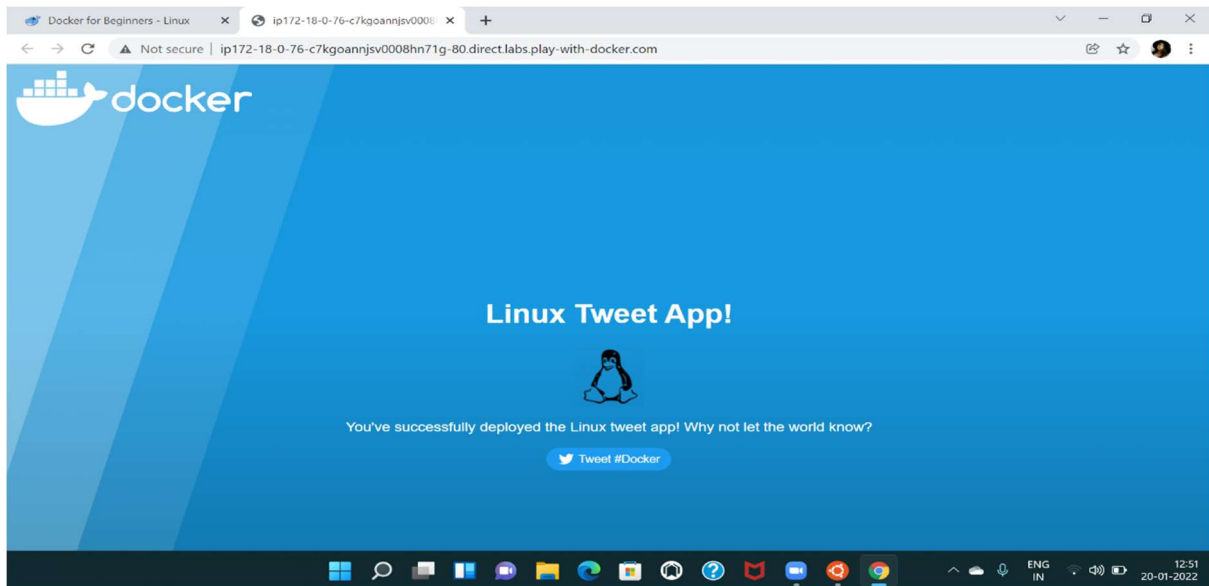 Docker for Beginners - Linux
ip172-18-0-76-c7kgoannjsv0008
Not secure
ip172-18-0-76-c7kgoannjsv0008hn71g-80.direct.labs.play-with-docker.com
docker
Linux Tweet App!
You've successfully deployed the Linux tweet app! Why not let the world know?
Tweet #Docker
ENG
IN
12:51
20-01-2022